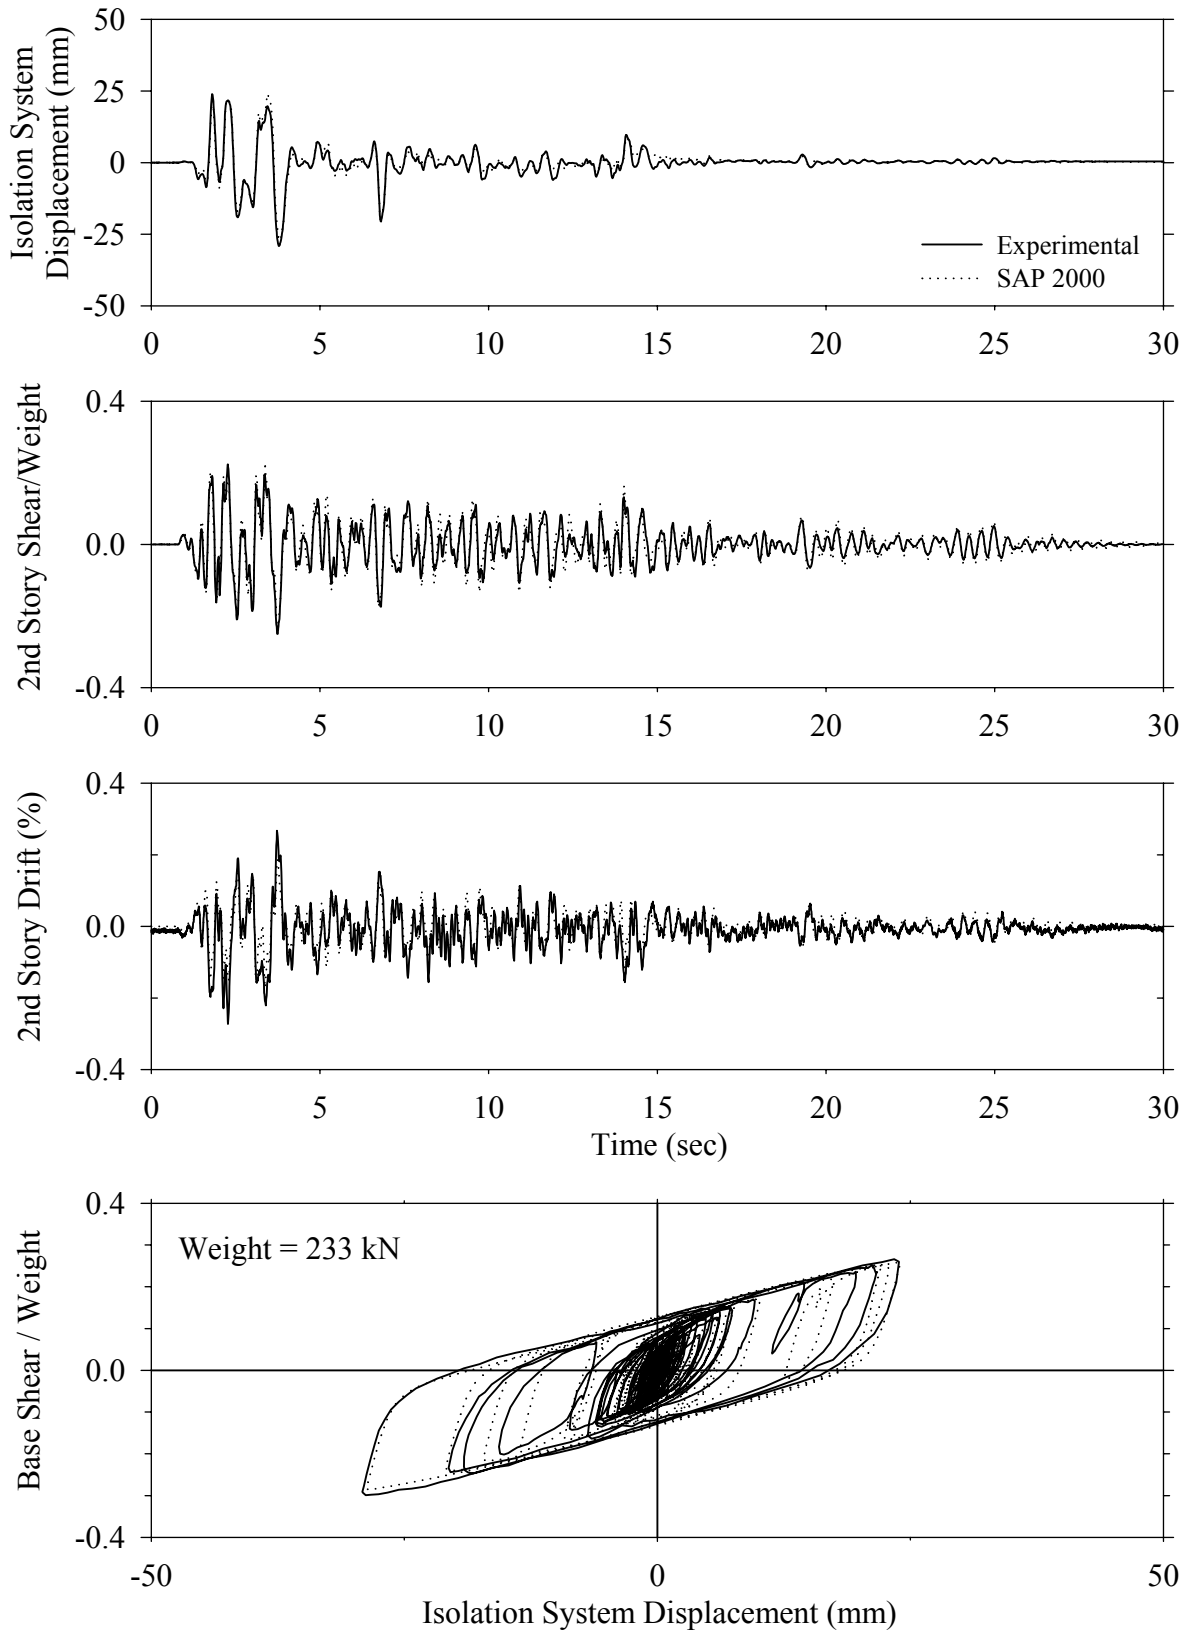 Isolation System
Displacement (mm)
50
25
0
-25
-50
Experimental
SAP 2000
0 5 10 15 20 25 30
2nd Story Shear/Weight
0.4
0.0
-0.4
0 5 10 15 20 25 30
2nd Story Drift (%)
0.4
0.0
-0.4
0 5 10 15 20 25 30
Time (sec)
Base Shear / Weight
0.4
0.0
-0.4
Weight = 233 kN
-50 0 50
Isolation System Displacement (mm)